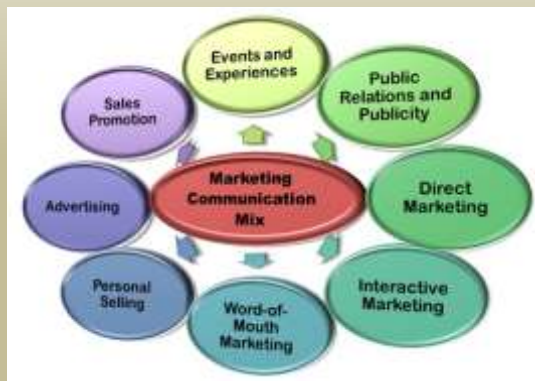 Events and
Experiences
Public
Relations and
Publicity
Direct
Marketing
Interactive
Marketing
Word-of-
Mouth
Marketing
Personal
Selling
Advertising
Sales
Promotion
Marketing
Communication
Mix